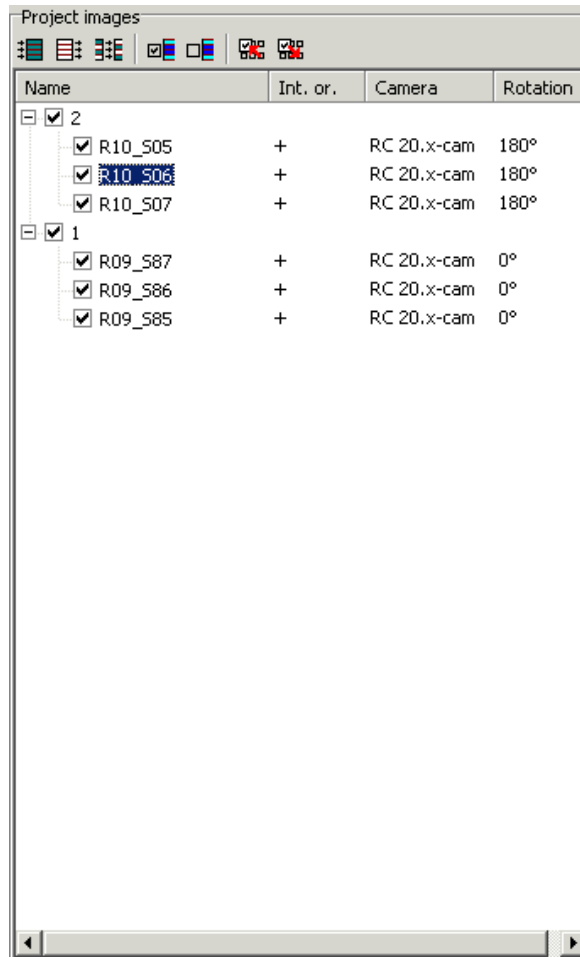 Project images
Name Int. or. Camera Rotation
2
R10_S05 + RC 20.x-cam 180°
R10_S06 + RC 20.x-cam 180°
R10_S07 + RC 20.x-cam 180°
1
R09_S87 + RC 20.x-cam 0°
R09_S86 + RC 20.x-cam 0°
R09_S85 + RC 20.x-cam 0°